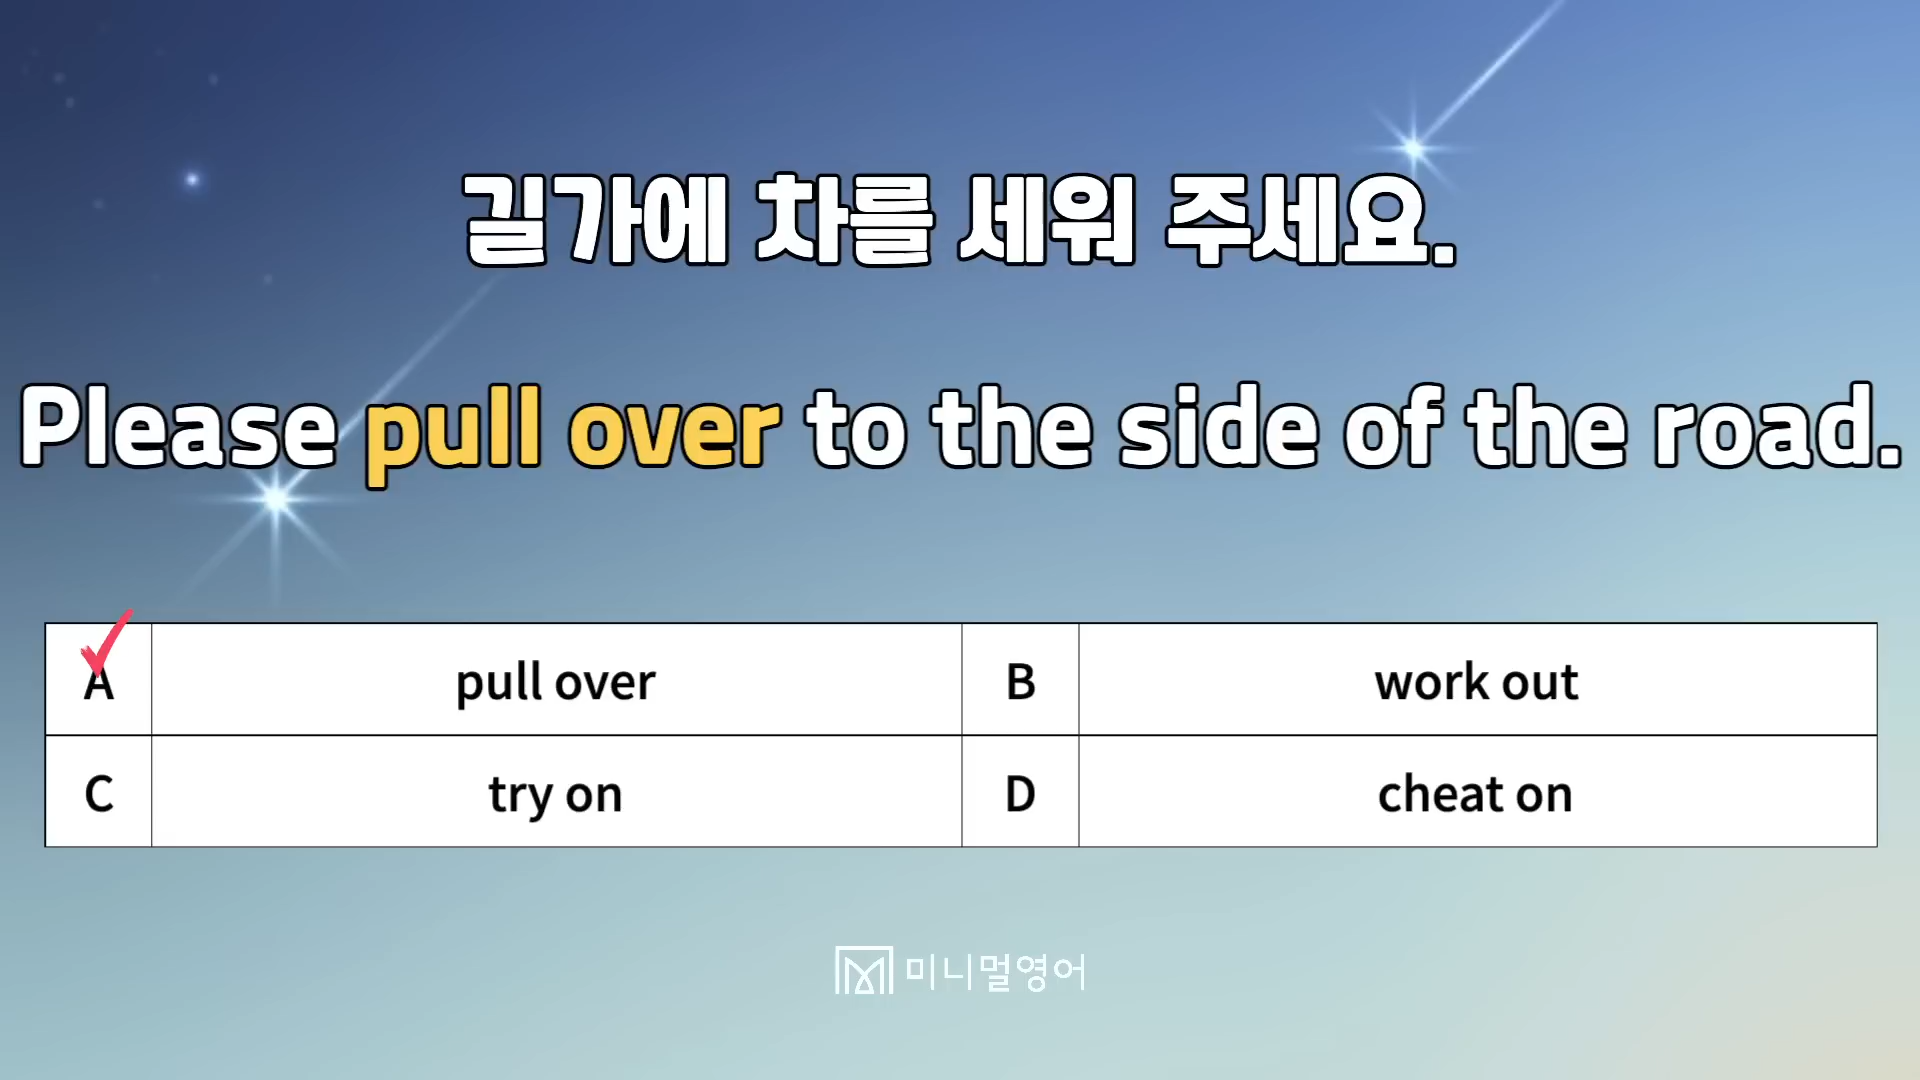 길가에 차를 세워 주세요.
Please pull over to the side of the road.
A pull over B work out
C try on D cheat on
미니멀영어